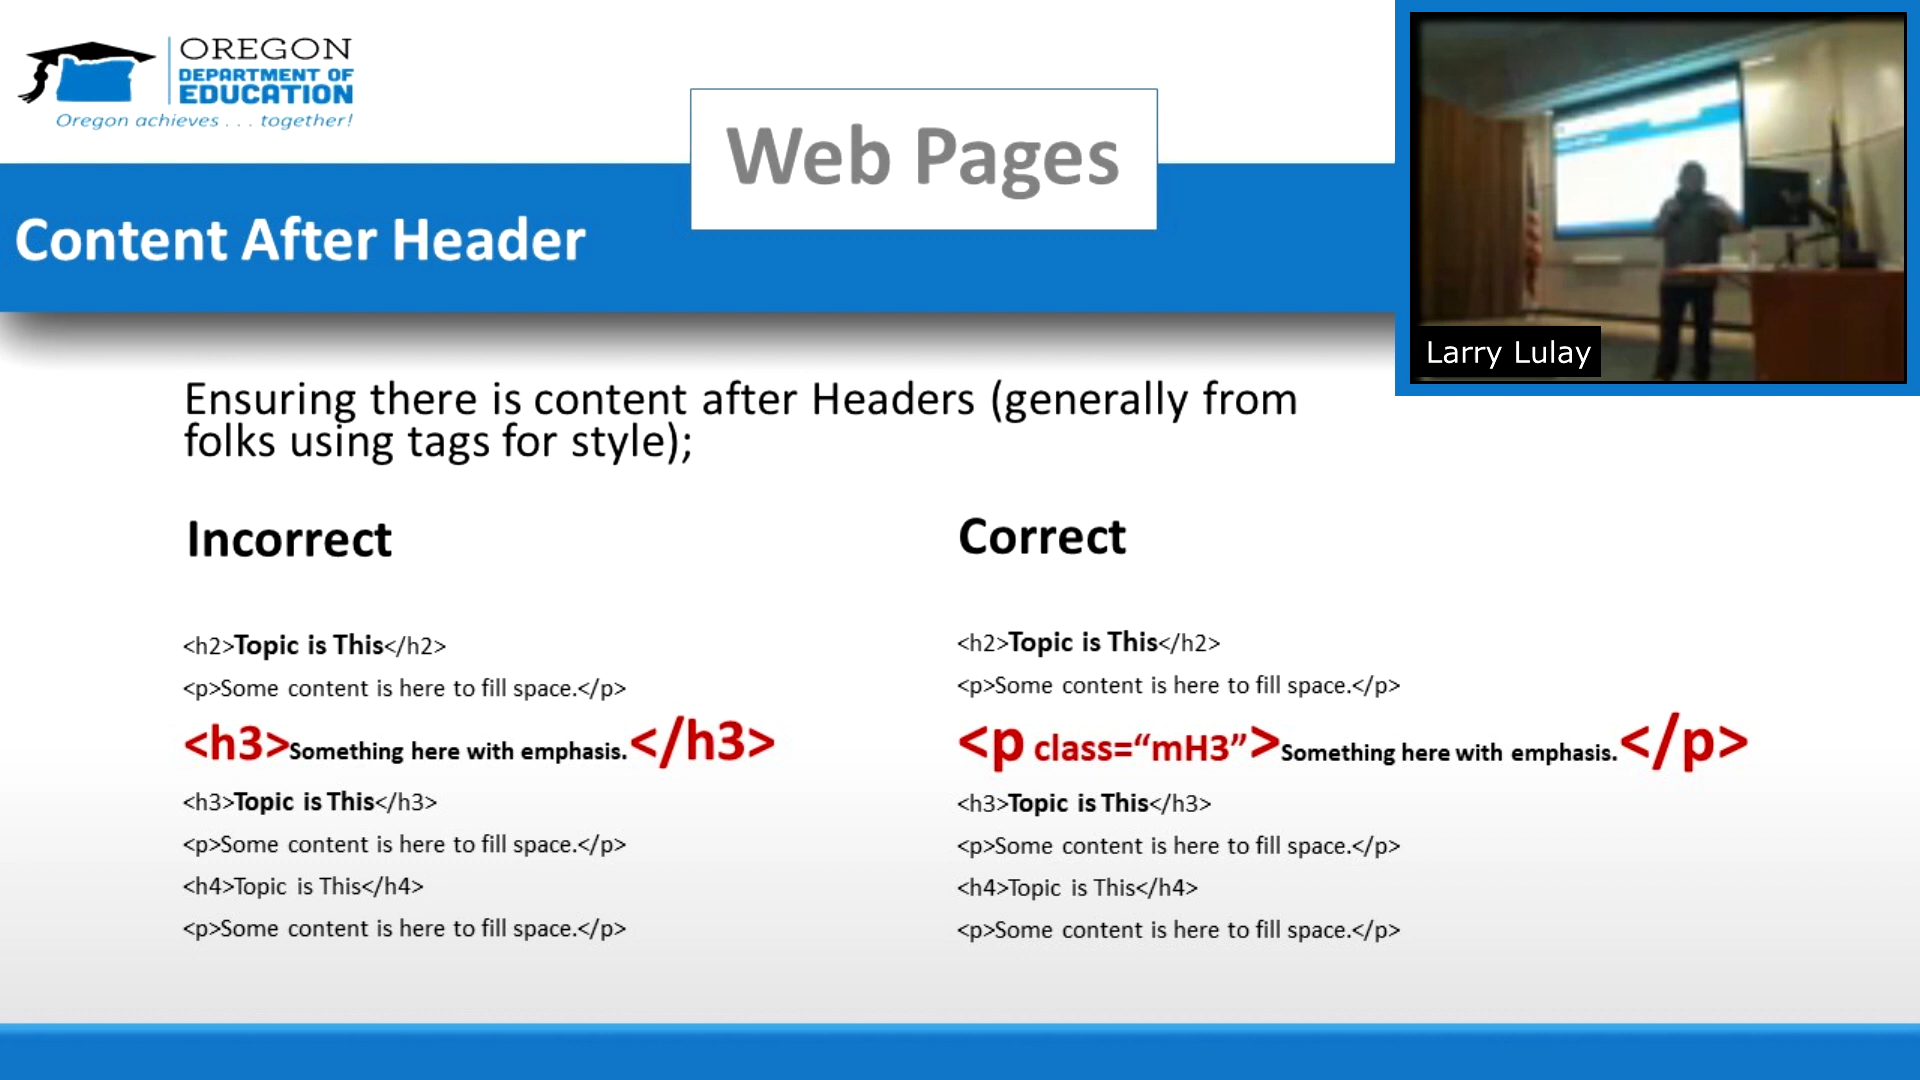 OREGON
DEPARTMENT OF
EDUCATION
Oregon achieves . . . together!
Web Pages
Content After Header
Larry Lulay
Ensuring there is content after Headers (generally from
folks using tags for style);
Incorrect
<h2>Topic is This</h2>
<p>Some content is here to fill space.</p>
<h3>Something here with emphasis.</h3>
<h3>Topic is This</h3>
<p>Some content is here to fill space.</p>
<h4>Topic is This</h4>
<p>Some content is here to fill space.</p>
Correct
<h2>Topic is This</h2>
<p>Some content is here to fill space.</p>
<p class=“mH3”>Something here with emphasis.</p>
<h3>Topic is This</h3>
<p>Some content is here to fill space.</p>
<h4>Topic is This</h4>
<p>Some content is here to fill space.</p>